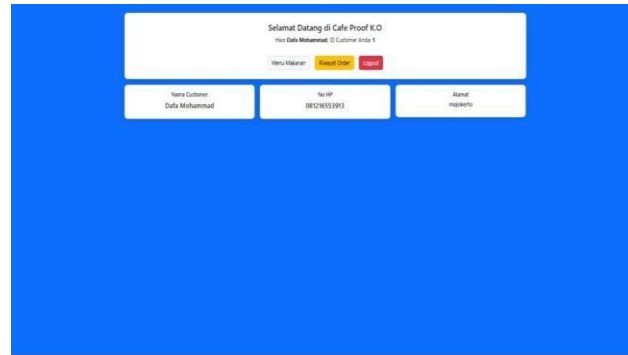 Selamat Datang di Cafe Proof K.O
Halo Dafa Mohammad, ID Customer Anda: 1
Menu Makanan
Riwayat Order
Logout
Nama Customer
Dafa Mohammad
No HP
081216553913
Alamat
mojokerto